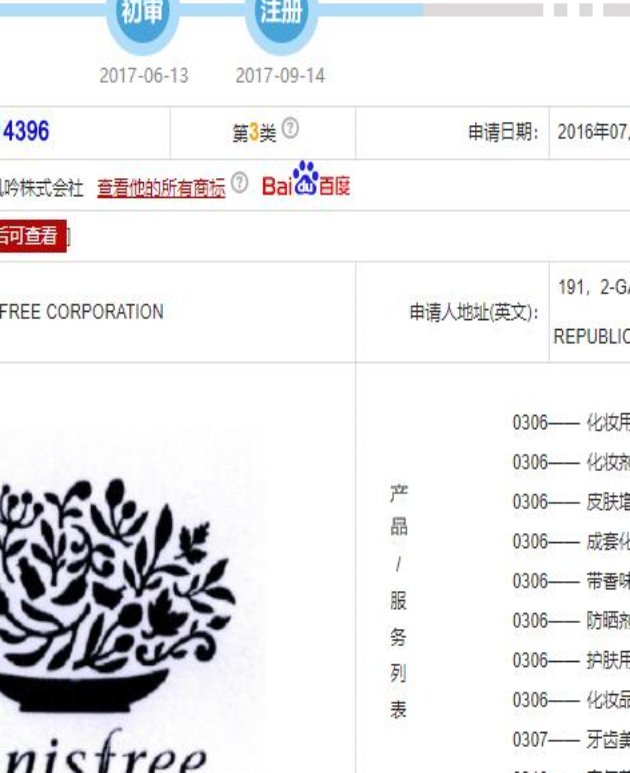 初审 注册
2017-06-13 2017-09-14
4396 第3类 ? 申请日期: 2016年07
吟株式会社 查看他的所有商标 ? Bai du 百度
后可查看 ]
FREE CORPORATION 申请人地址(英文):
191, 2-GA
REPUBLIC
产品/服务列表
0306—— 化妆用
0306—— 化妆剂
0306—— 皮肤增
0306—— 成套化
0306—— 带香味
0306—— 防晒剂
0306—— 护肤用
0306—— 化妆品
0307—— 牙齿美
nisfree